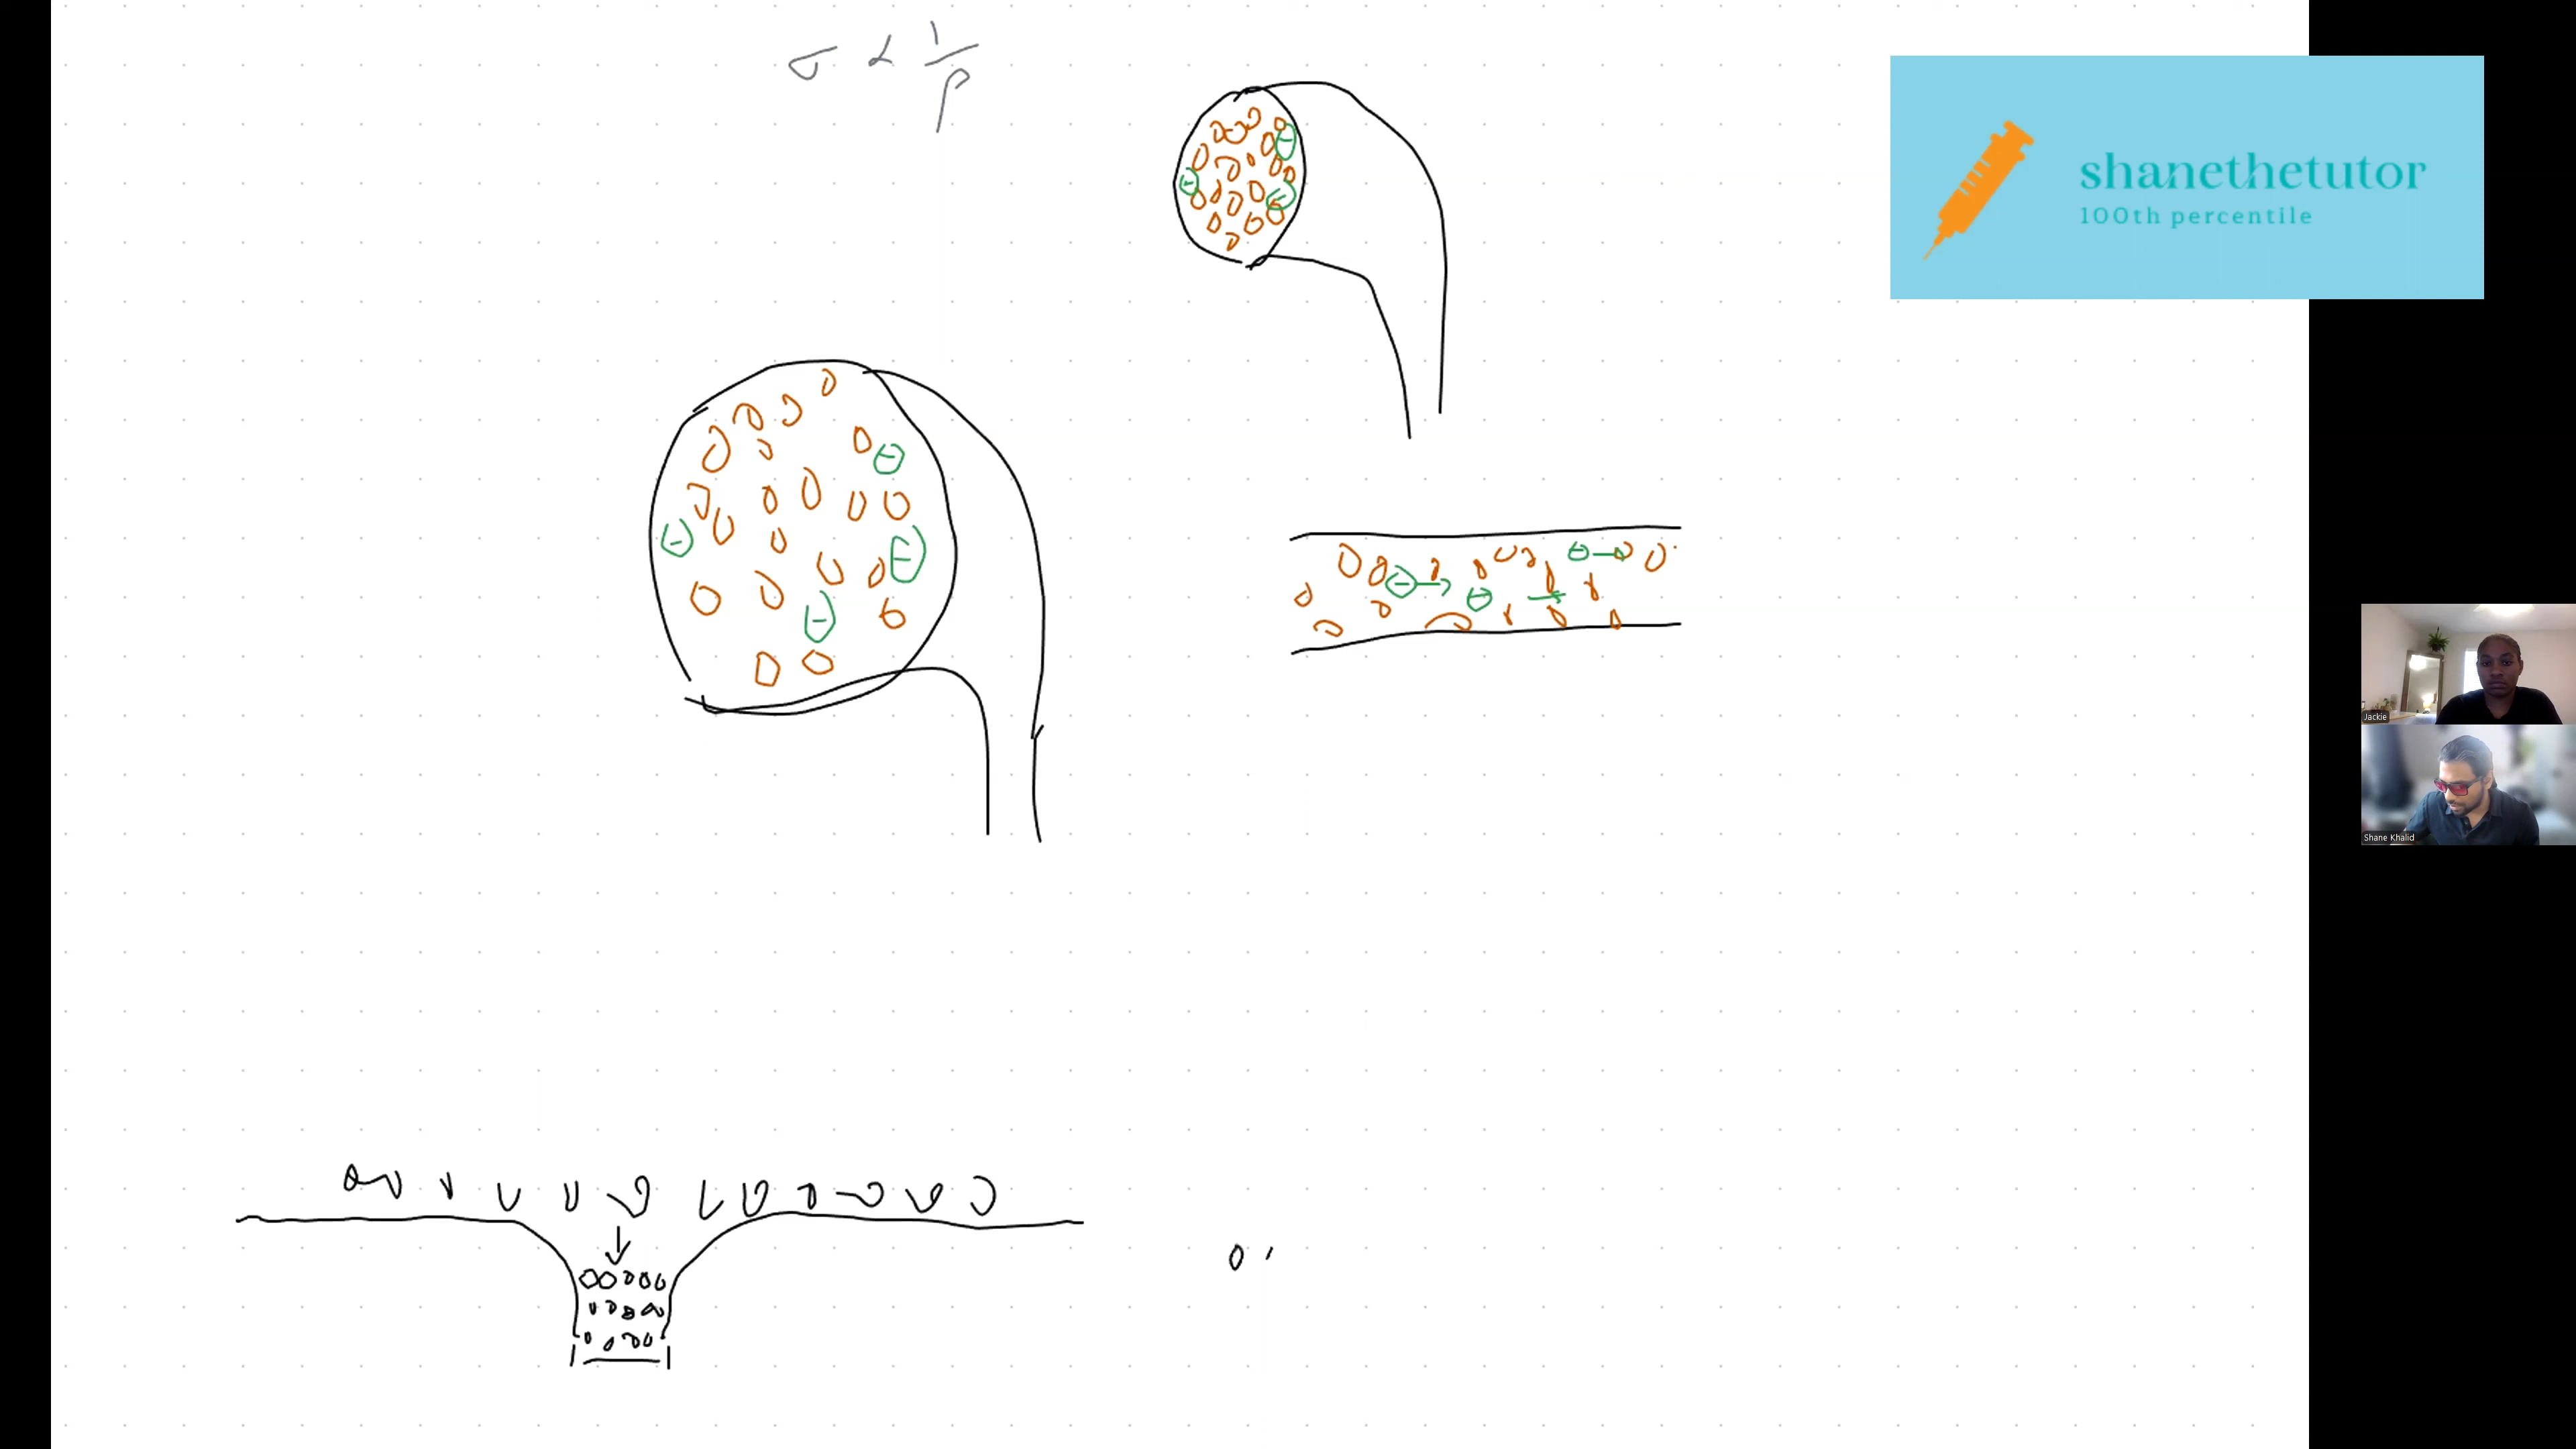 σ ∝ 1/ρ
shanethetutor
100th percentile
Jackie
Shane Khalid